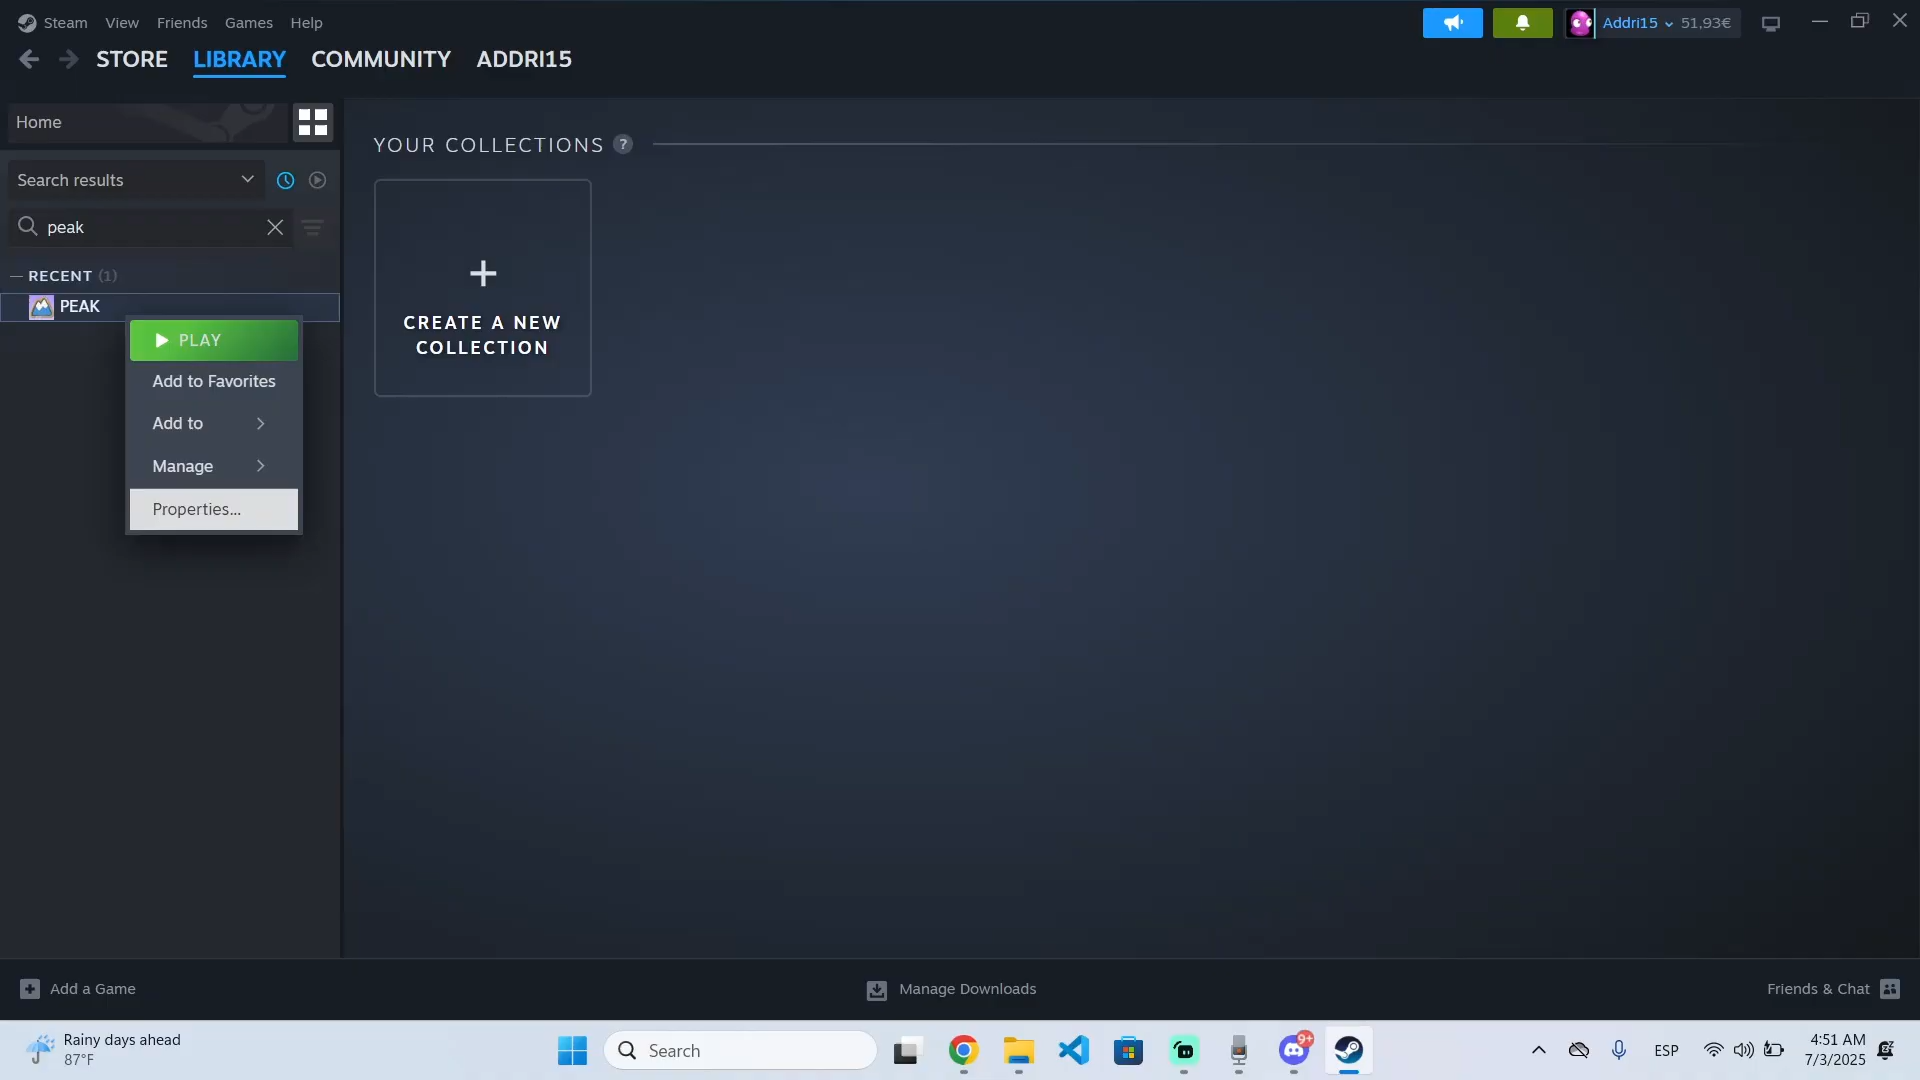 Steam View Friends Games Help
Addri15 51,93€
STORE LIBRARY COMMUNITY ADDRI15
Home
YOUR COLLECTIONS ?
Search results
peak
CREATE A NEW
COLLECTION
— RECENT (1)
PEAK
PLAY
Add to Favorites
Add to
Manage
Properties...
Add a Game
Manage Downloads
Friends & Chat
Rainy days ahead
87°F
Search
9+
ESP
4:51 AM
7/3/2025